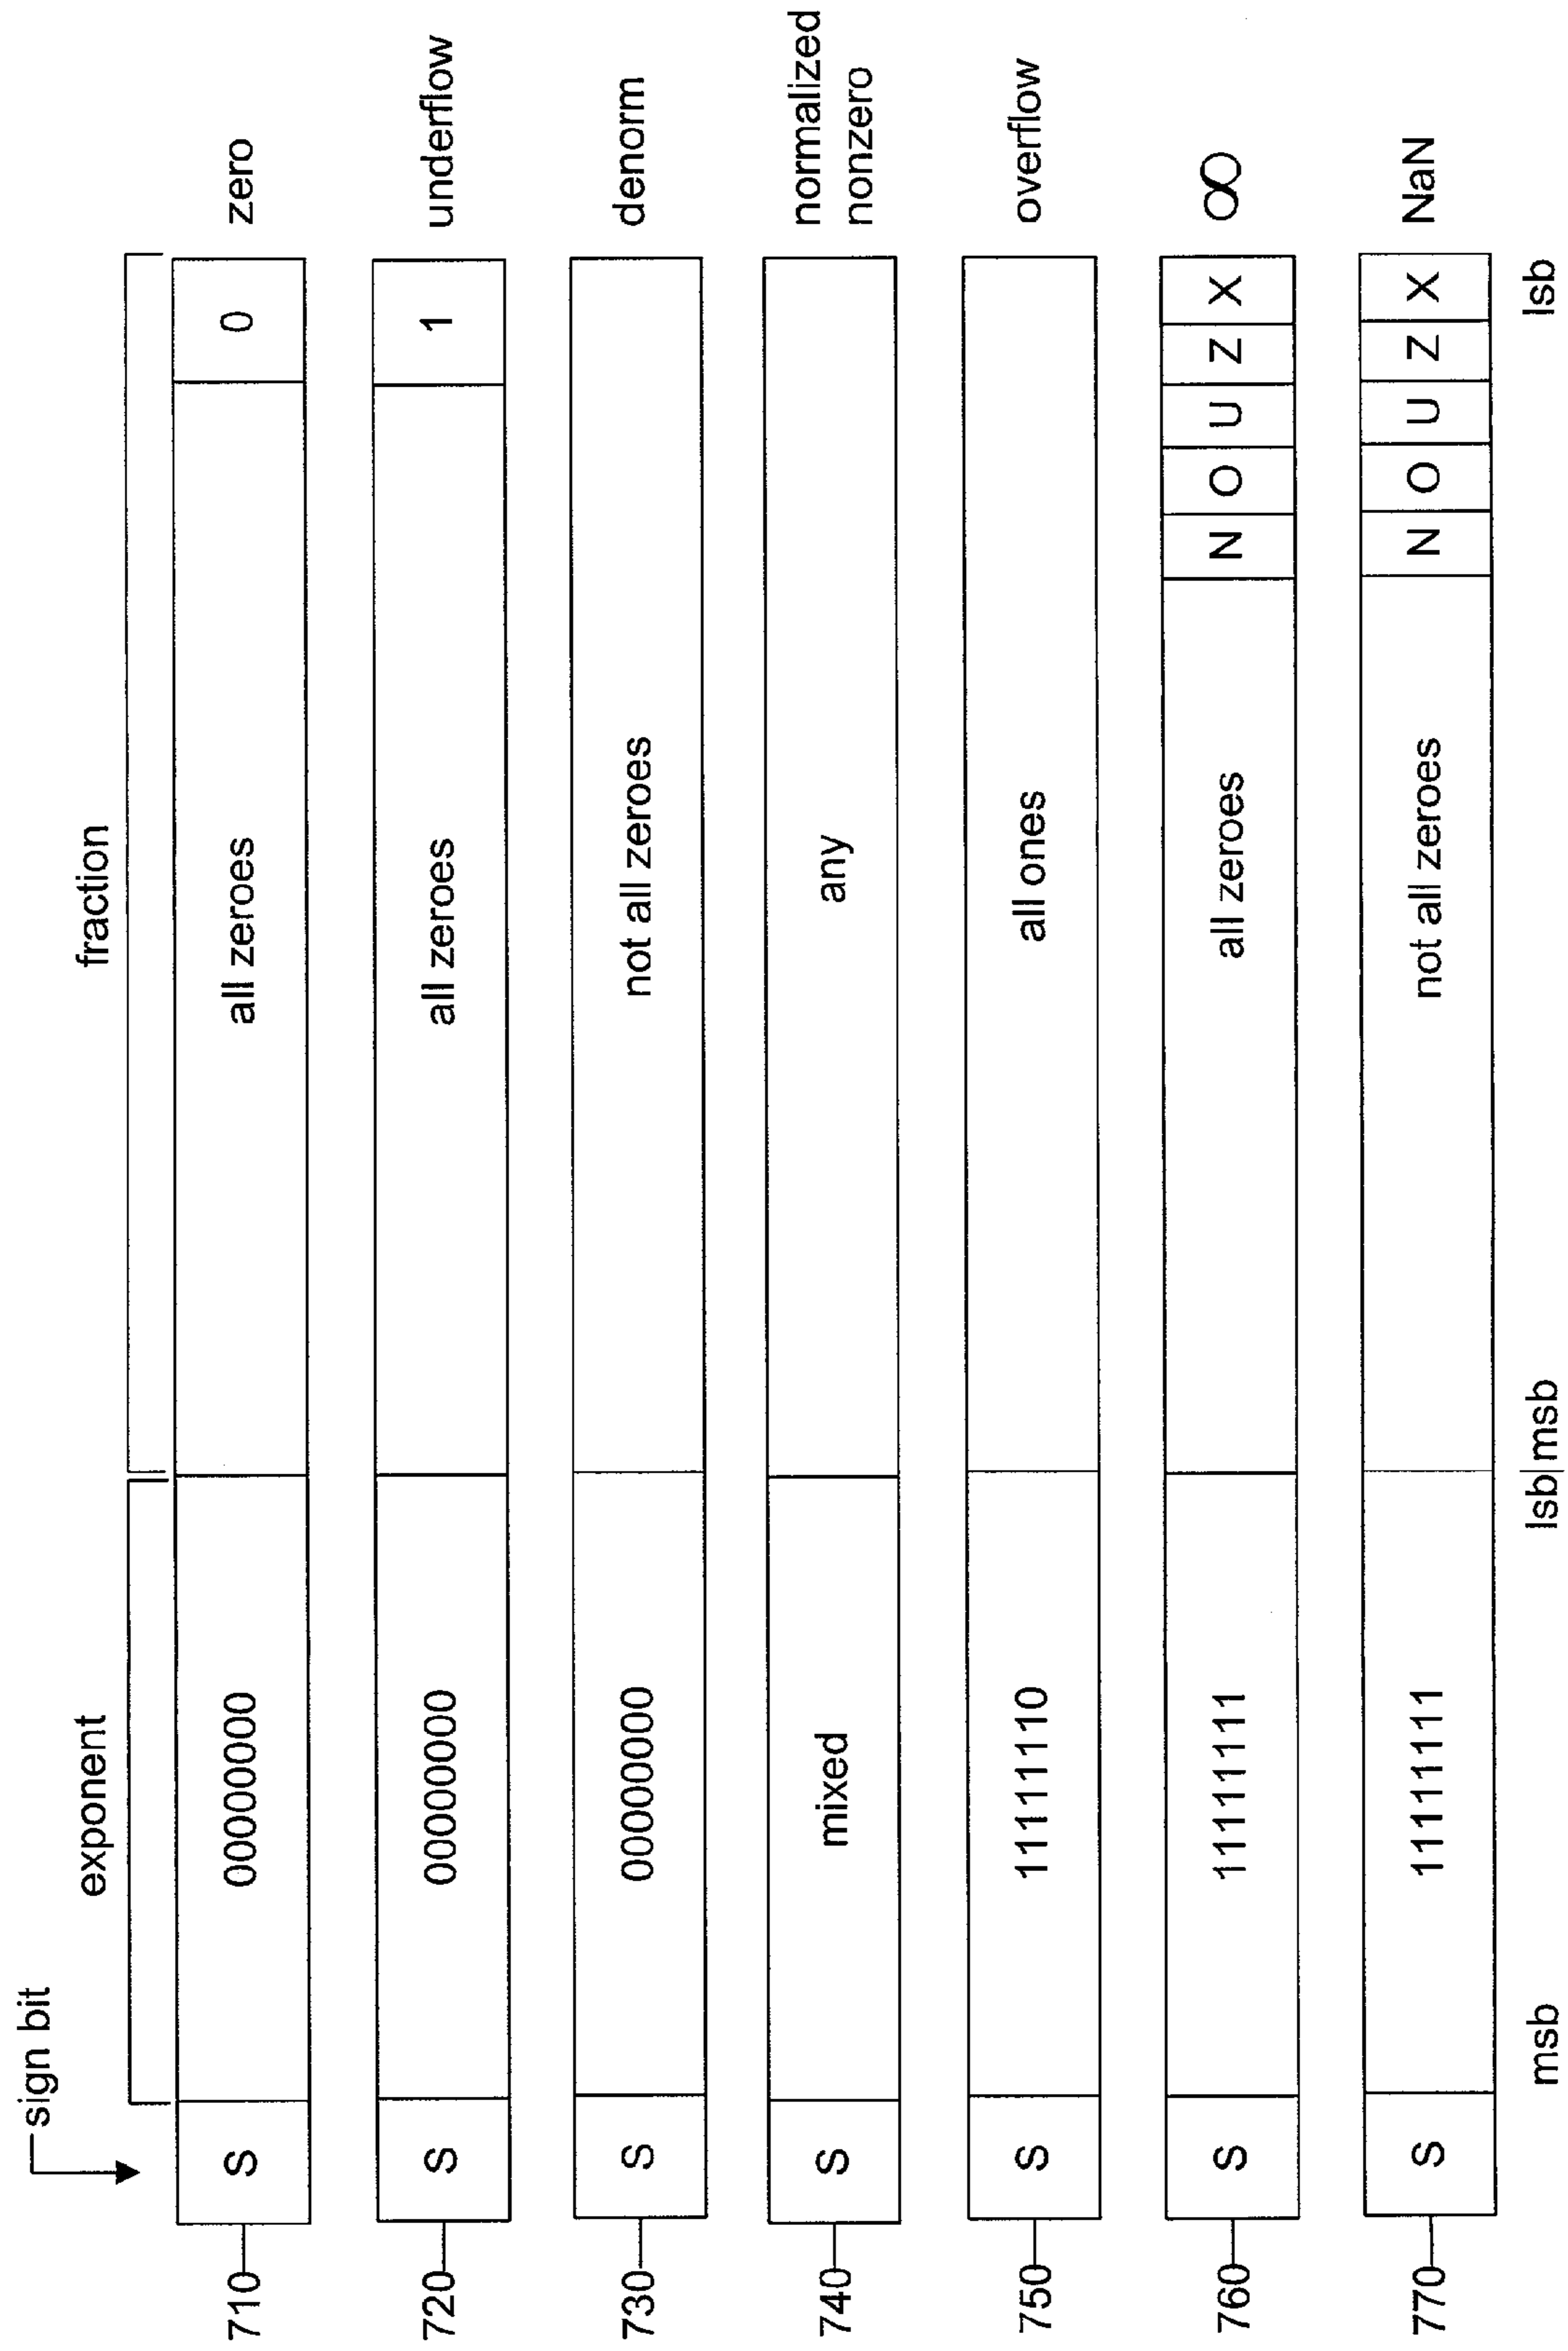 sign bit
exponent
fraction
710 S 00000000 all zeroes 0 zero
720 S 00000000 all zeroes 1 underflow
730 S 00000000 not all zeroes denorm
740 S mixed any normalized nonzero
750 S 11111110 all ones overflow
760 S 11111111 all zeroes N O U Z X ∞
770 S 11111111 not all zeroes N O U Z X NaN
msb lsb msb lsb